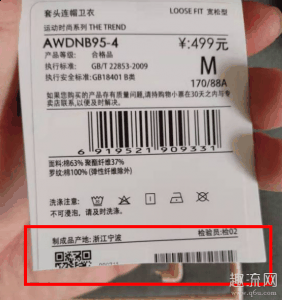 套头连帽卫衣 LOOSE FIT 宽松型
运动时尚系列 THE TREND
AWDNB95-4 ¥:499元
产品等级: 合格品
执行标准: GB/T 22853-2009
执行安全标准: GB18401 B类
M
170/88A
如果您购买的产品存在质量问题,请持购物小票在30天之内与专卖店联系,以便及时解决。
6919521909331
面料:棉63% 聚酯纤维37%
罗纹:棉100% (弹性纤维除外)
洗涤注意:
不可浸泡,请及时洗涤。
制成品产地:浙江宁波 检验员:检02
趣流网